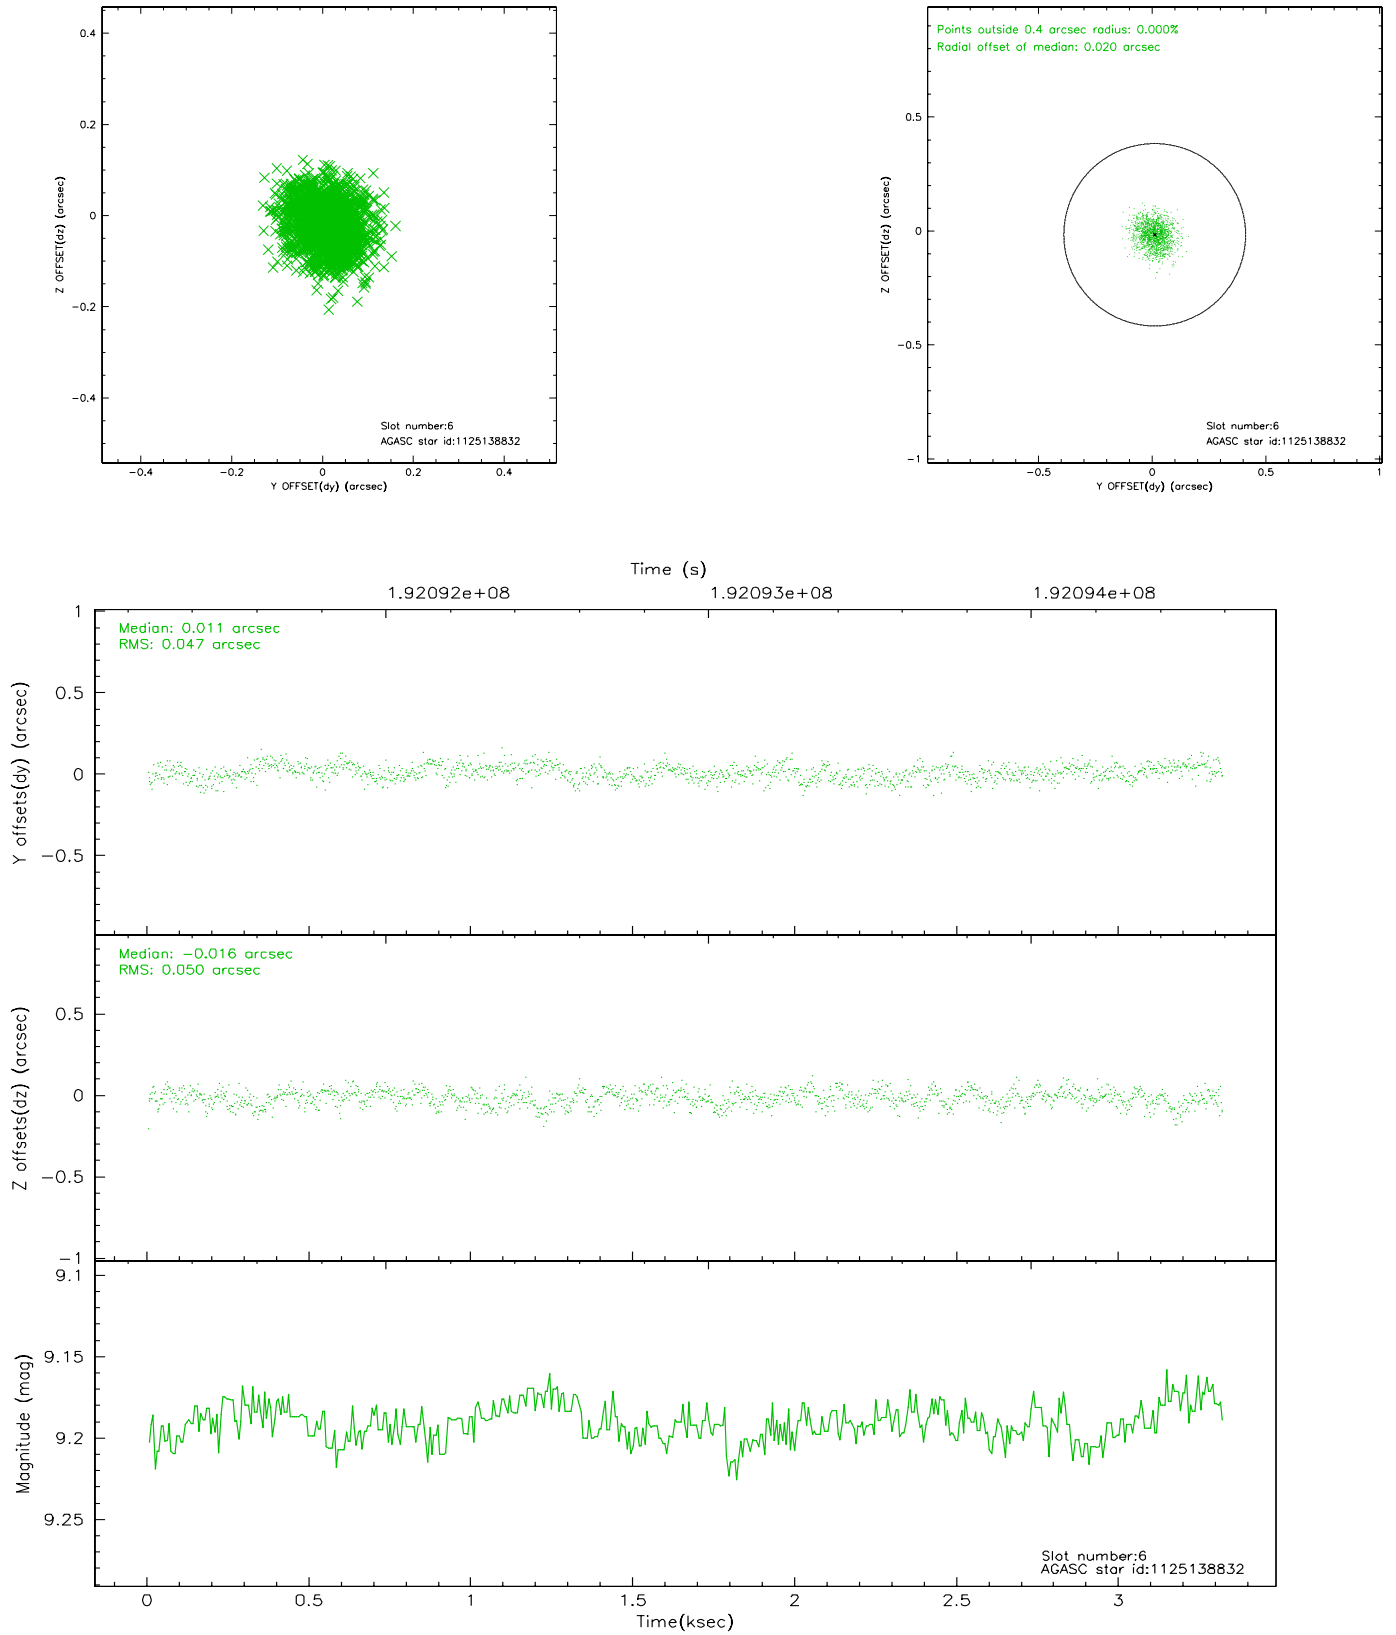 0.4
0.2
0
−0.2
−0.4
Z OFFSET(dz) (arcsec)
Slot number:6
AGASC star id:1125138832
−0.4 −0.2 0 0.2 0.4
Y OFFSET(dy) (arcsec)
Points outside 0.4 arcsec radius: 0.000%
Radial offset of median: 0.020 arcsec
0.5
0
−0.5
−1
Z OFFSET(dz) (arcsec)
Slot number:6
AGASC star id:1125138832
−0.5 0 0.5 1
Y OFFSET(dy) (arcsec)
Time (s)
1.92092e+08 1.92093e+08 1.92094e+08
1
0.5
0
−0.5
Y offsets(dy) (arcsec)
Median: 0.011 arcsec
RMS: 0.047 arcsec
0.5
0
−0.5
−1
Z offsets(dz) (arcsec)
Median: −0.016 arcsec
RMS: 0.050 arcsec
9.1
9.15
9.2
9.25
Magnitude (mag)
Slot number:6
AGASC star id:1125138832
0 0.5 1 1.5 2 2.5 3
Time(ksec)